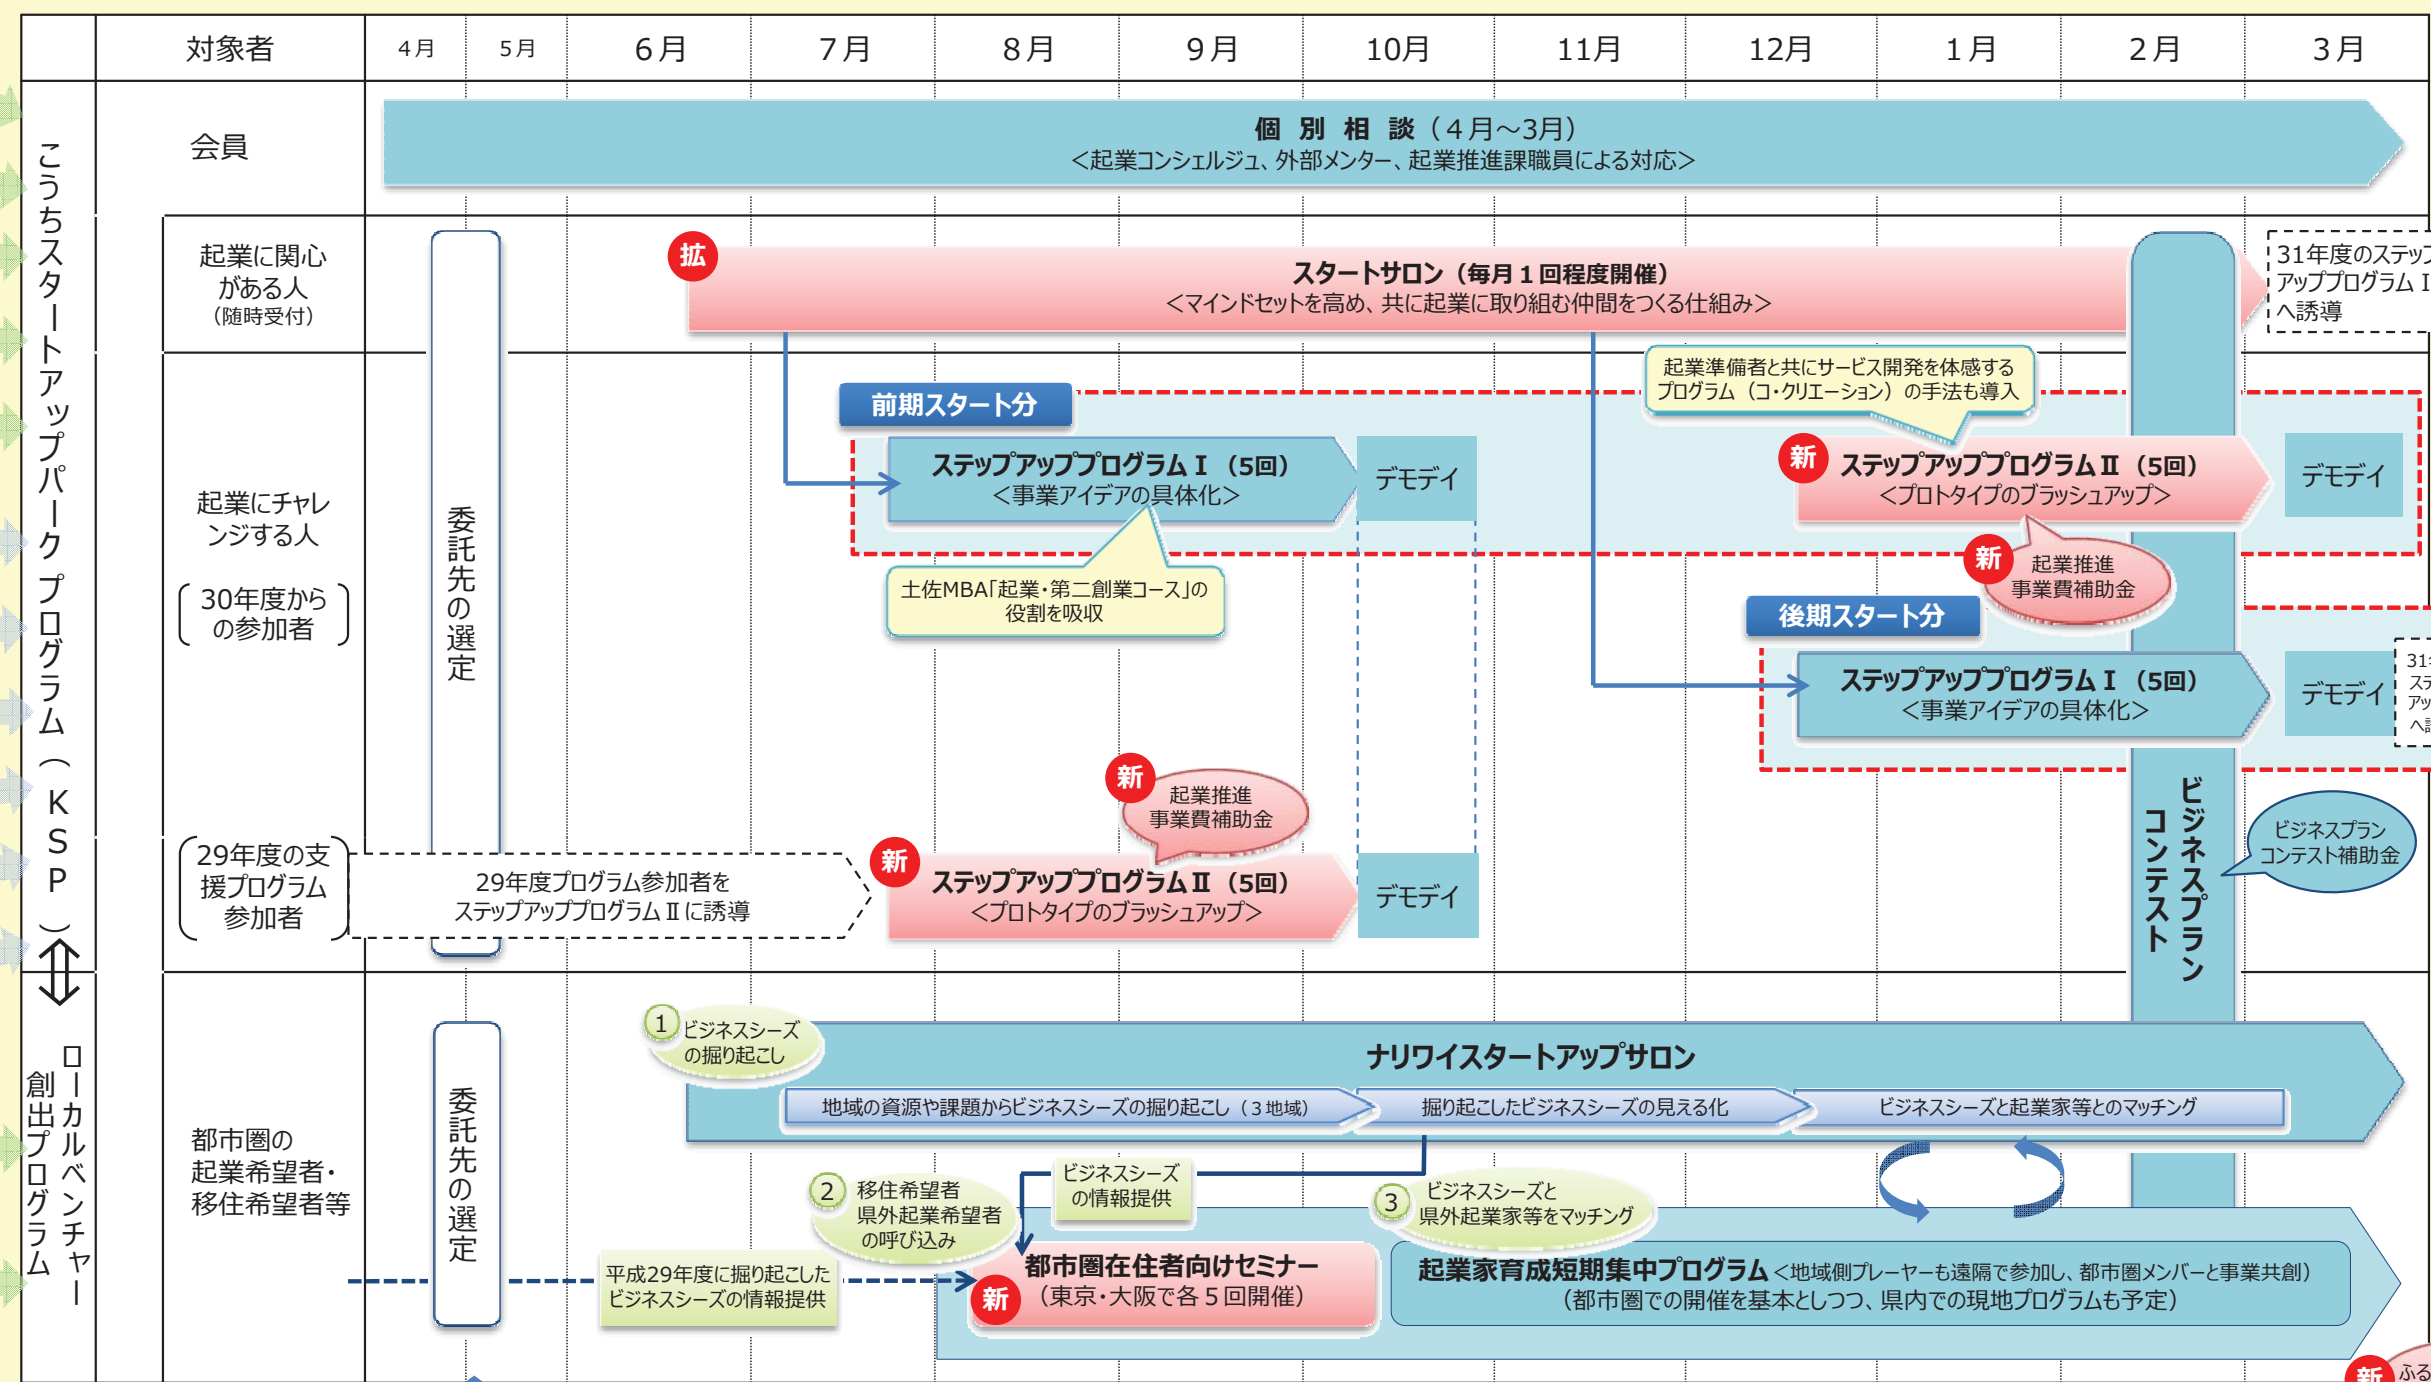 対象者
4月
5月
6月
7月
8月
9月
10月
11月
12月
1月
2月
3月
こうちスタートアップパーク プログラム（KSP）
会員
個別相談（4月～3月）
＜起業コンシェルジュ、外部メンター、起業推進課職員による対応＞
起業に関心
がある人
（随時受付）
拡
スタートサロン（毎月１回程度開催）
＜マインドセットを高め、共に起業に取り組む仲間をつくる仕組み＞
31年度のステップ
アッププログラムⅠ
へ誘導
委託先の選定
起業準備者と共にサービス開発を体感する
プログラム（コ・クリエーション）の手法も導入
前期スタート分
ステップアッププログラムⅠ（5回）
＜事業アイデアの具体化＞
デモデイ
新
ステップアッププログラムⅡ（5回）
＜プロトタイプのブラッシュアップ＞
デモデイ
起業にチャレ
ンジする人
30年度から
の参加者
土佐MBA「起業・第二創業コース」の
役割を吸収
新
起業推進
事業費補助金
後期スタート分
ステップアッププログラムⅠ（5回）
＜事業アイデアの具体化＞
デモデイ
ビジネスプラン
コンテスト
ビジネスプラン
コンテスト補助金
29年度の支
援プログラム
参加者
29年度プログラム参加者を
ステップアッププログラムⅡに誘導
新
起業推進
事業費補助金
新
ステップアッププログラムⅡ（5回）
＜プロトタイプのブラッシュアップ＞
デモデイ
ローカルベンチャー
創出プログラム
都市圏の
起業希望者・
移住希望者等
委託先の選定
1
ビジネスシーズ
の掘り起こし
ナリワイスタートアップサロン
地域の資源や課題からビジネスシーズの掘り起こし（３地域）
掘り起こしたビジネスシーズの見える化
ビジネスシーズと起業家等とのマッチング
2
移住希望者
県外起業希望者
の呼び込み
ビジネスシーズ
の情報提供
3
ビジネスシーズと
県外起業家等をマッチング
平成29年度に掘り起こした
ビジネスシーズの情報提供
新
都市圏在住者向けセミナー
（東京・大阪で各５回開催）
起業家育成短期集中プログラム＜地域側プレーヤーも遠隔で参加し、都市圏メンバーと事業共創）
（都市圏での開催を基本としつつ、県内での現地プログラムも予定）
新
ふる